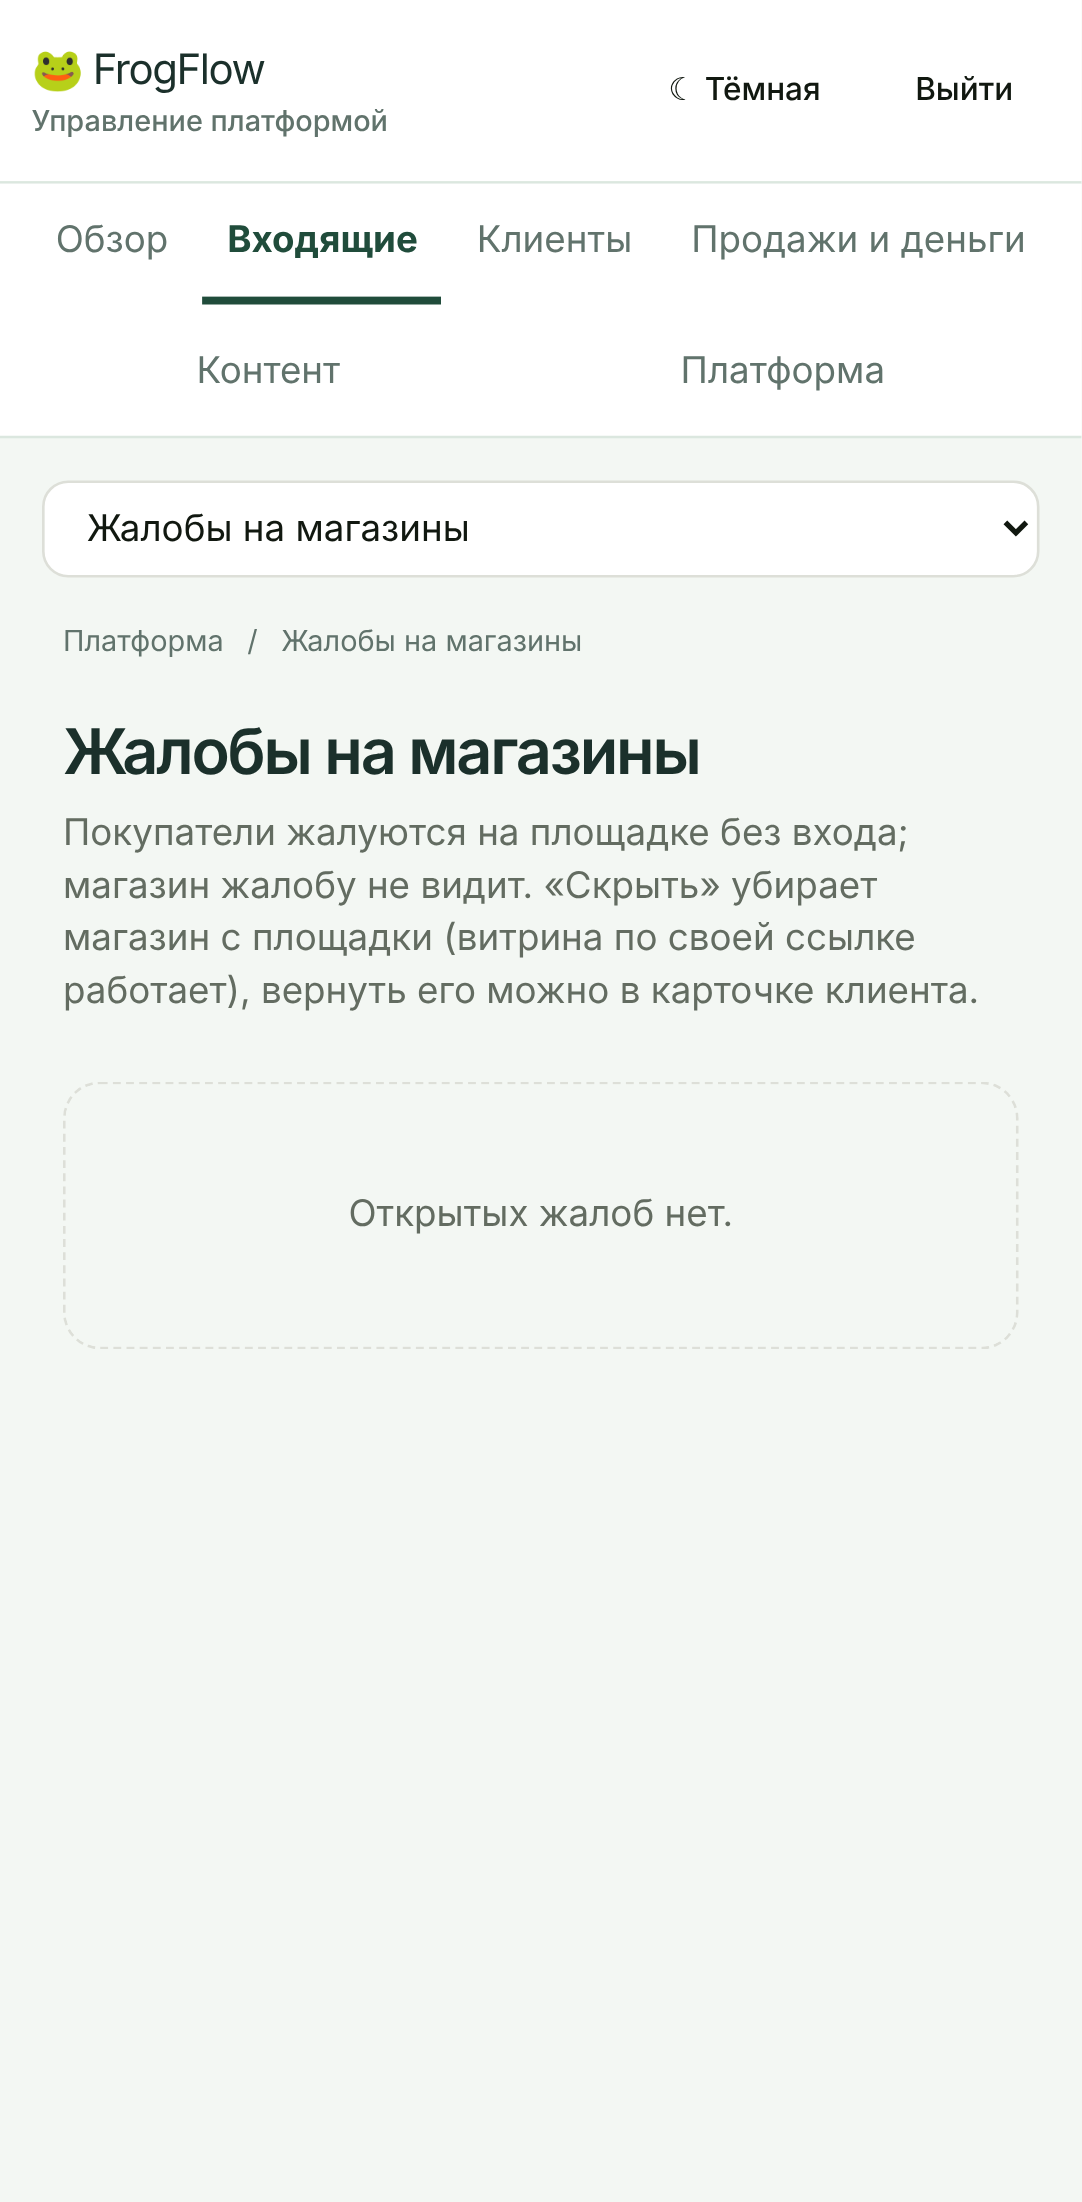 FrogFlow
Управление платформой
☾ Тёмная
Выйти
Обзор
Входящие
Клиенты
Продажи и деньги
Контент
Платформа
Жалобы на магазины
Платформа / Жалобы на магазины
Жалобы на магазины
Покупатели жалуются на площадке без входа;
магазин жалобу не видит. «Скрыть» убирает
магазин с площадки (витрина по своей ссылке
работает), вернуть его можно в карточке клиента.
Открытых жалоб нет.